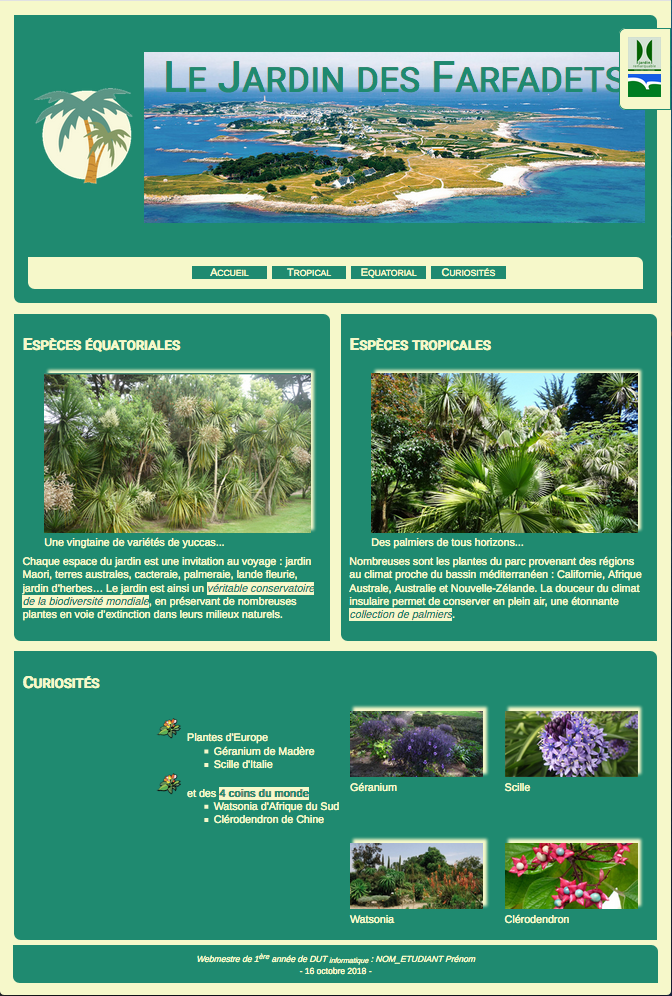 Le Jardin des Farfadets
jardin
remarquable
Accueil
Tropical
Equatorial
Curiosités
Espèces équatoriales
Une vingtaine de variétés de yuccas...
Chaque espace du jardin est une invitation au voyage : jardin
Maori, terres australes, cacteraie, palmeraie, lande fleurie,
jardin d'herbes... Le jardin est ainsi un véritable conservatoire
de la biodiversité mondiale, en préservant de nombreuses
plantes en voie d'extinction dans leurs milieux naturels.
Espèces tropicales
Des palmiers de tous horizons...
Nombreuses sont les plantes du parc provenant des régions
au climat proche du bassin méditerranéen : Californie, Afrique
Australe, Australie et Nouvelle-Zélande. La douceur du climat
insulaire permet de conserver en plein air, une étonnante
collection de palmiers.
Curiosités
Plantes d'Europe
Géranium de Madère
Scille d'Italie
et des 4 coins du monde
Watsonia d'Afrique du Sud
Clérodendron de Chine
Géranium
Scille
Watsonia
Clérodendron
Webmestre de 1ère année de DUT informatique : NOM_ETUDIANT Prénom
- 16 octobre 2018 -